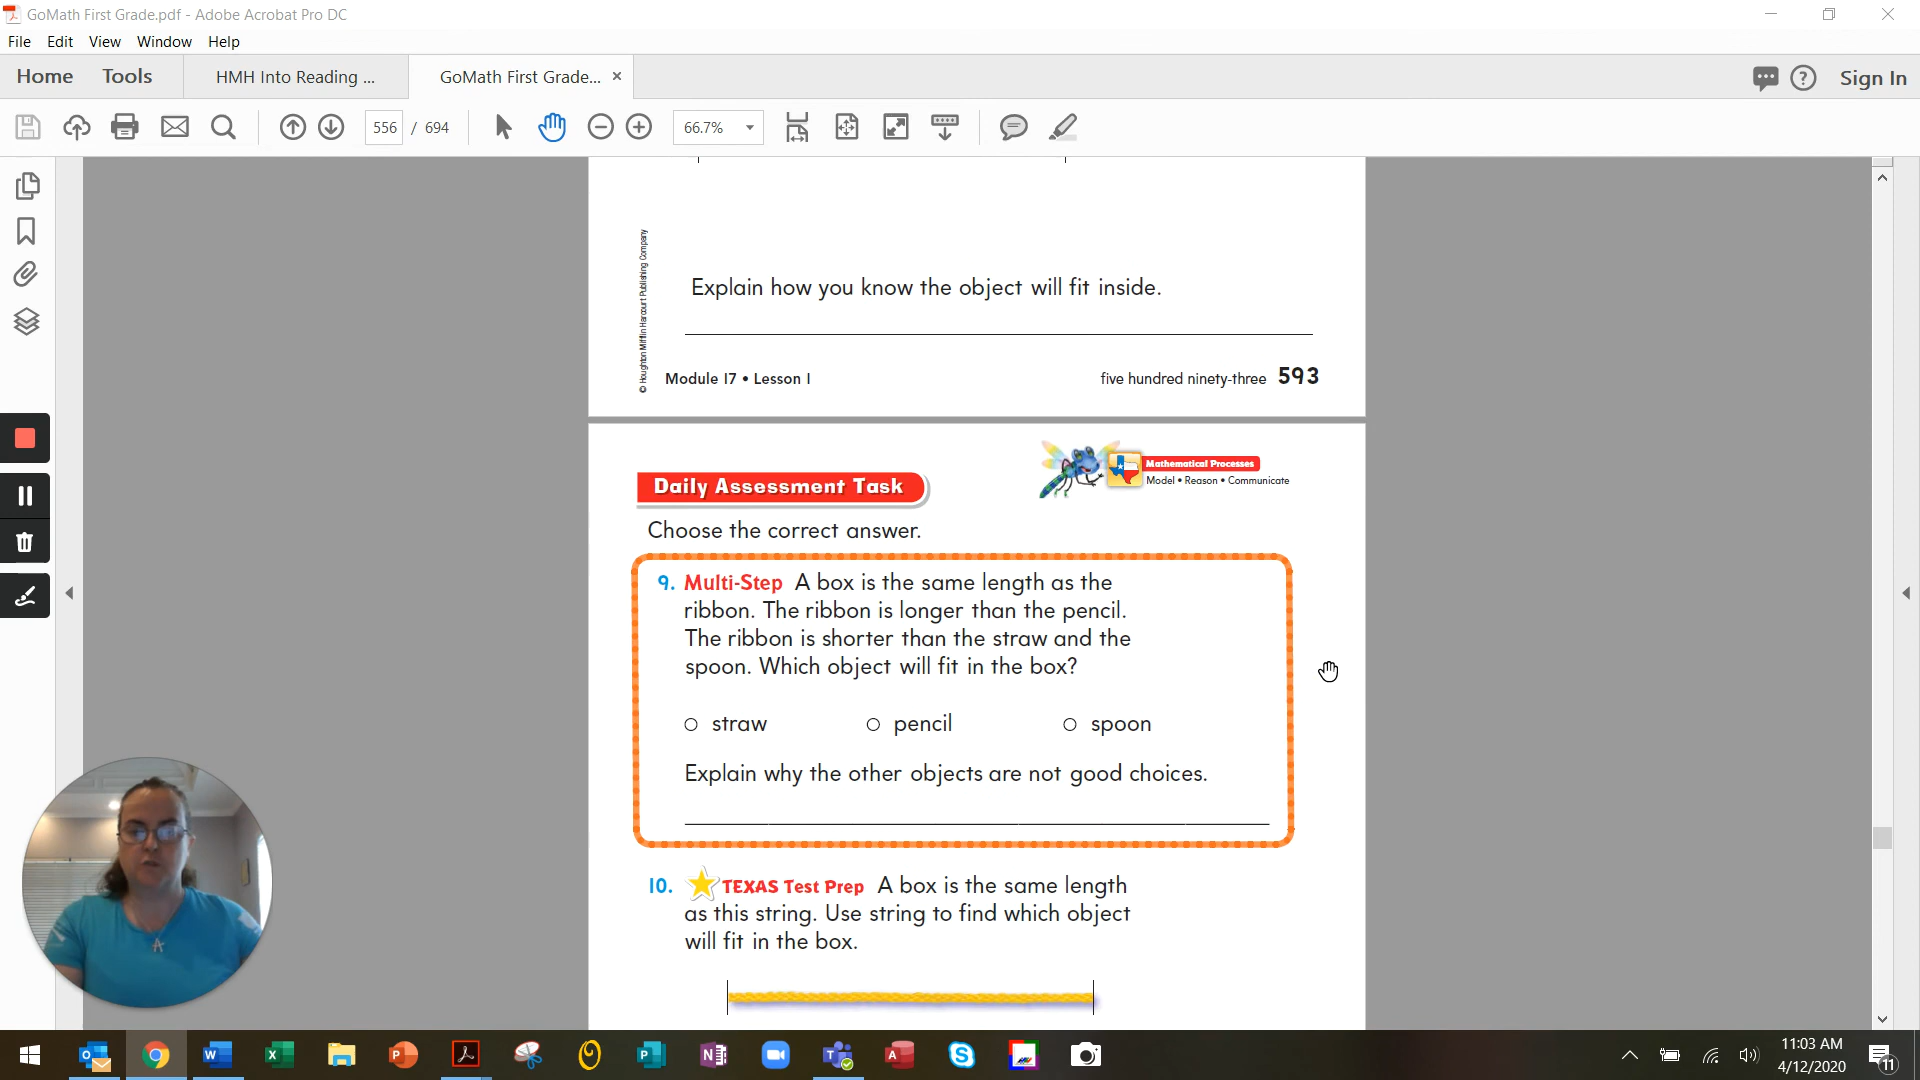 GoMath First Grade.pdf - Adobe Acrobat Pro DC
File Edit View Window Help
Home Tools HMH Into Reading ... GoMath First Grade... × Sign In
556 / 694 66.7%
Explain how you know the object will fit inside.
© Houghton Mifflin Harcourt Publishing Company
Module 17 • Lesson 1 five hundred ninety-three 593
Daily Assessment Task
Mathematical Processes
Model • Reason • Communicate
Choose the correct answer.
9. Multi-Step A box is the same length as the
ribbon. The ribbon is longer than the pencil.
The ribbon is shorter than the straw and the
spoon. Which object will fit in the box?
○ straw ○ pencil ○ spoon
Explain why the other objects are not good choices.
10. TEXAS Test Prep A box is the same length
as this string. Use string to find which object
will fit in the box.
11:03 AM
4/12/2020
11